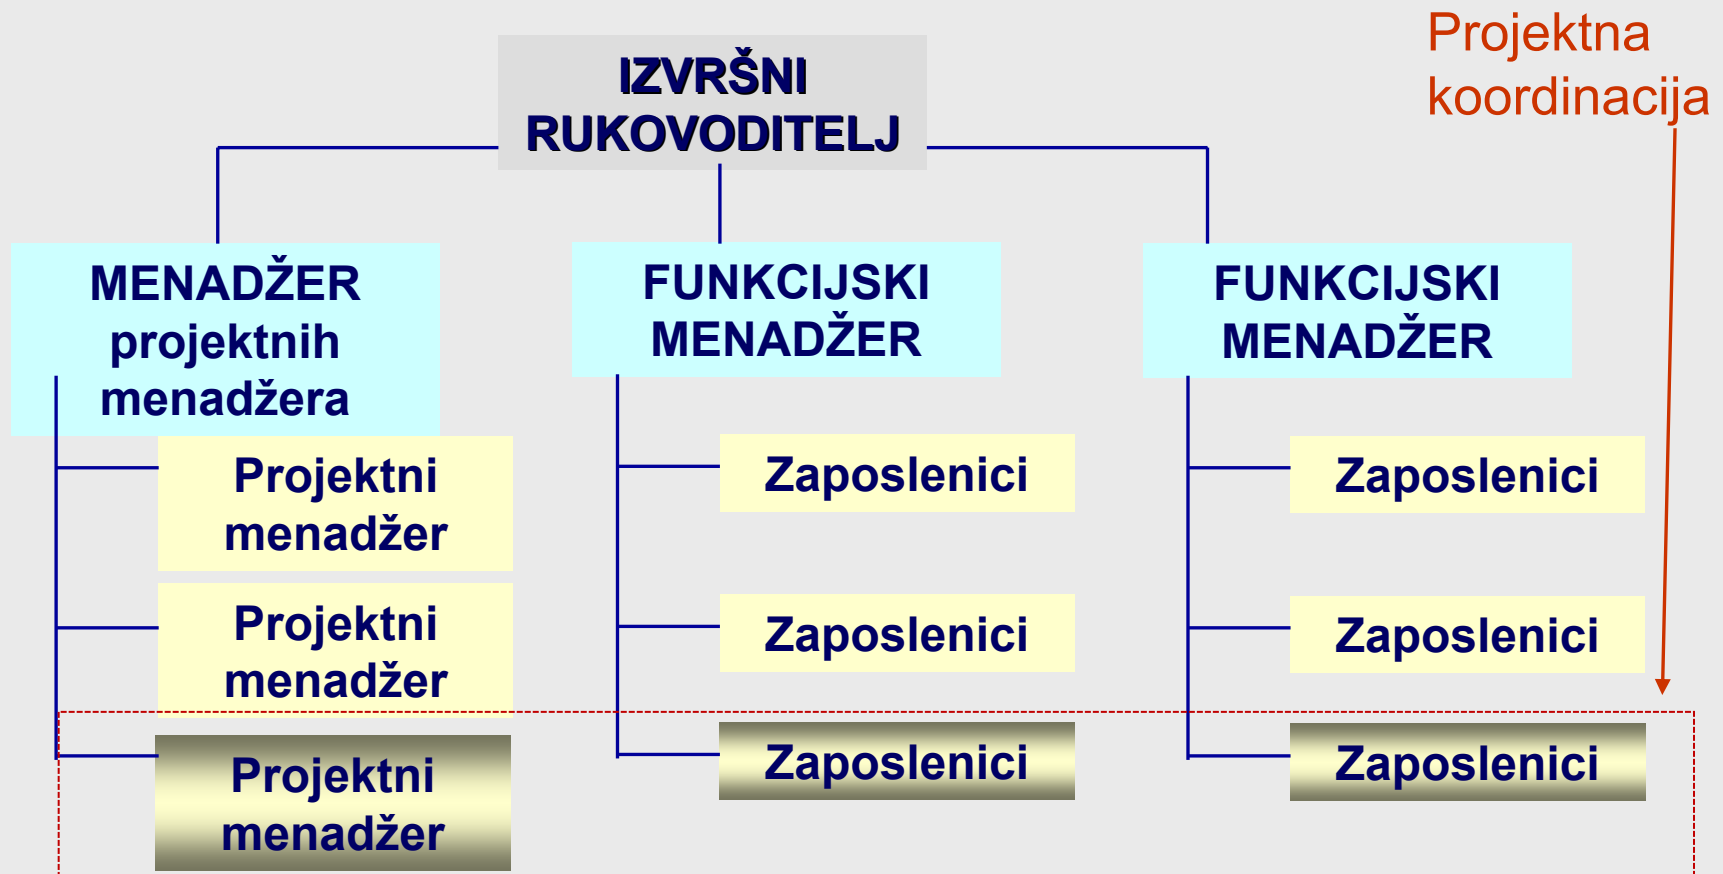 Projektna
koordinacija
IZVRŠNI
RUKOVODITELJ
MENADŽER
projektnih
menadžera
FUNKCIJSKI
MENADŽER
FUNKCIJSKI
MENADŽER
Projektni
menadžer
Zaposlenici
Zaposlenici
Projektni
menadžer
Zaposlenici
Zaposlenici
Projektni
menadžer
Zaposlenici
Zaposlenici